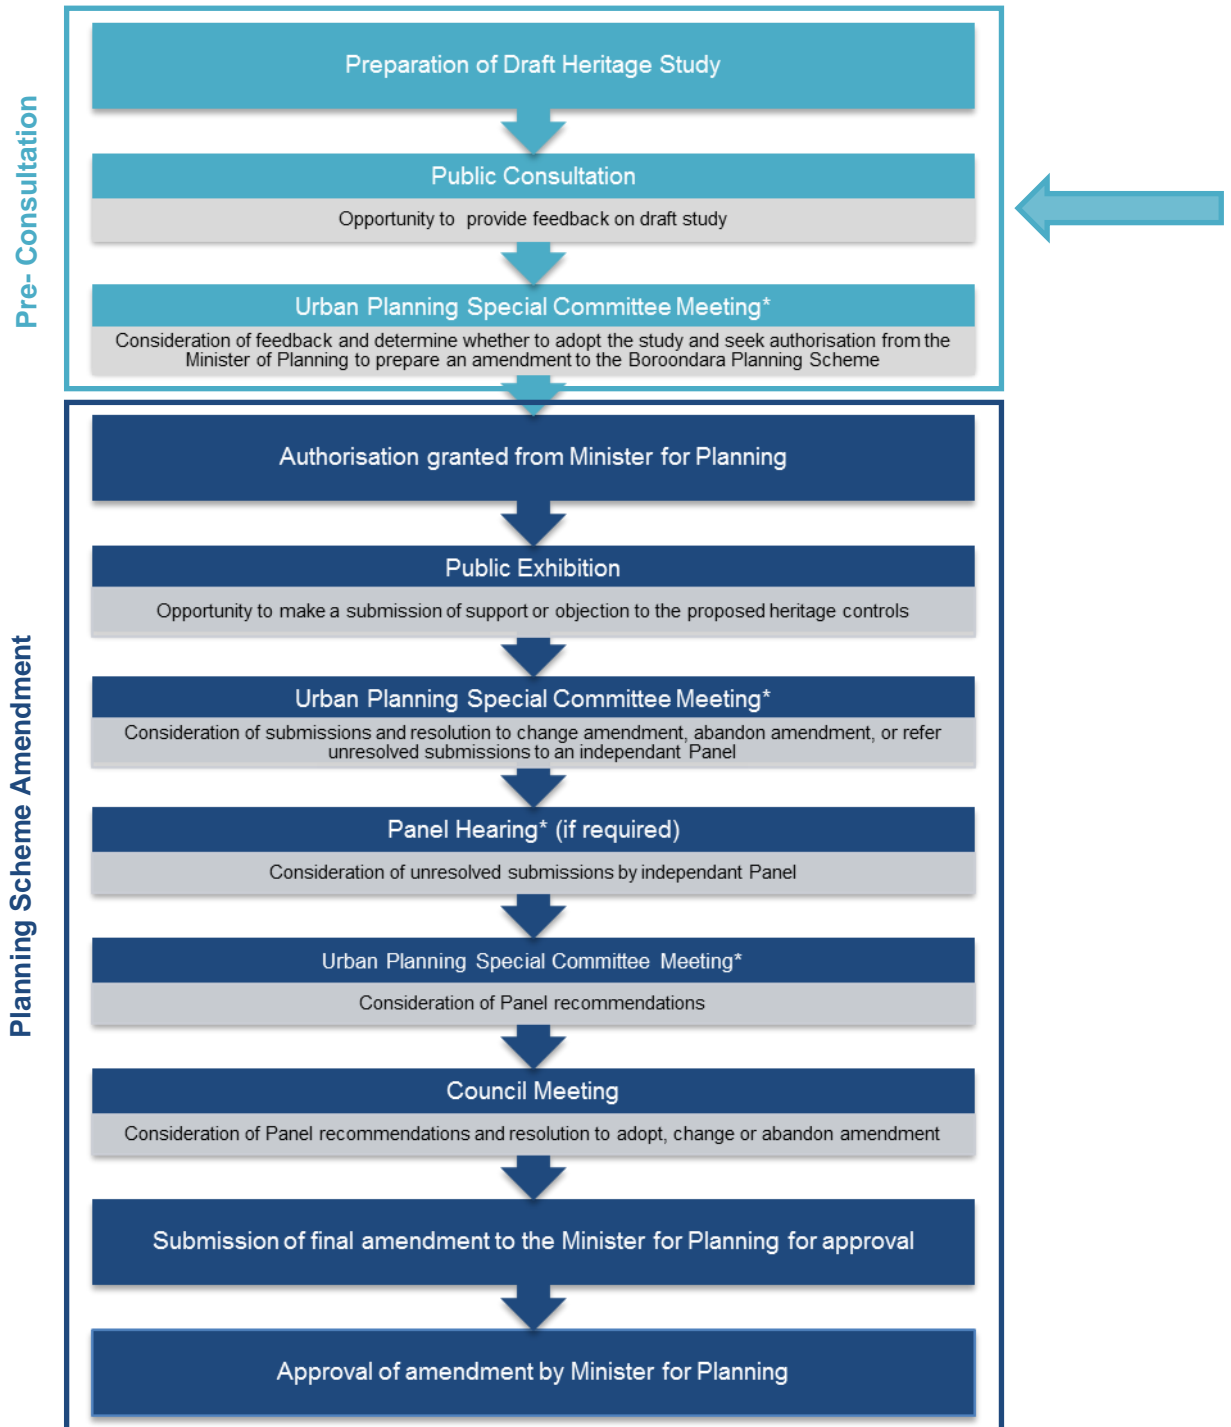 Pre- Consultation
Preparation of Draft Heritage Study
Public Consultation
Opportunity to provide feedback on draft study
Urban Planning Special Committee Meeting*
Consideration of feedback and determine whether to adopt the study and seek authorisation from the
Minister of Planning to prepare an amendment to the Boroondara Planning Scheme
Planning Scheme Amendment
Authorisation granted from Minister for Planning
Public Exhibition
Opportunity to make a submission of support or objection to the proposed heritage controls
Urban Planning Special Committee Meeting*
Consideration of submissions and resolution to change amendment, abandon amendment, or refer
unresolved submissions to an independant Panel
Panel Hearing* (if required)
Consideration of unresolved submissions by independant Panel
Urban Planning Special Committee Meeting*
Consideration of Panel recommendations
Council Meeting
Consideration of Panel recommendations and resolution to adopt, change or abandon amendment
Submission of final amendment to the Minister for Planning for approval
Approval of amendment by Minister for Planning